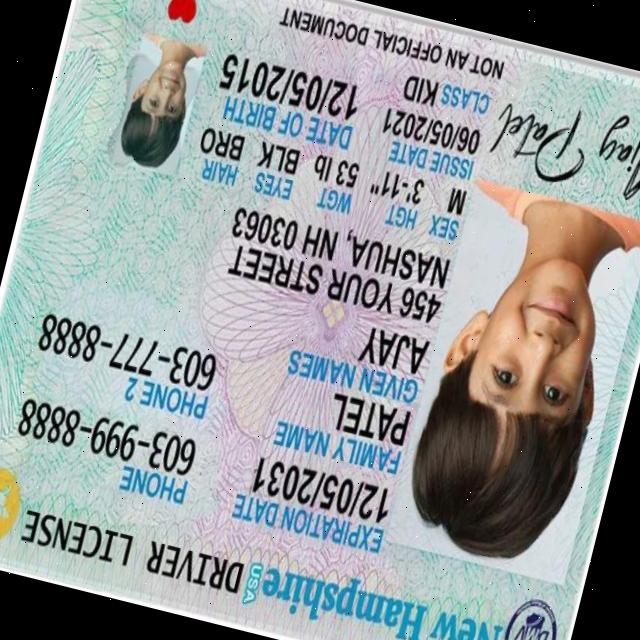 New Hampshire USA DRIVER LICENSE
EXPIRATION DATE
12/05/2031
PHONE
603-999-8888
FAMILY NAME
PATEL
PHONE 2
603-777-8888
GIVEN NAMES
AJAY
456 YOUR STREET
NASHUA, NH 03063
SEX HGT WGT EYES HAIR
M 3'-11" 53 lb BLK BRO
ISSUE DATE
06/05/2021
DATE OF BIRTH
12/05/2015
CLASS KID
Ajay Patel
NOT AN OFFICIAL DOCUMENT